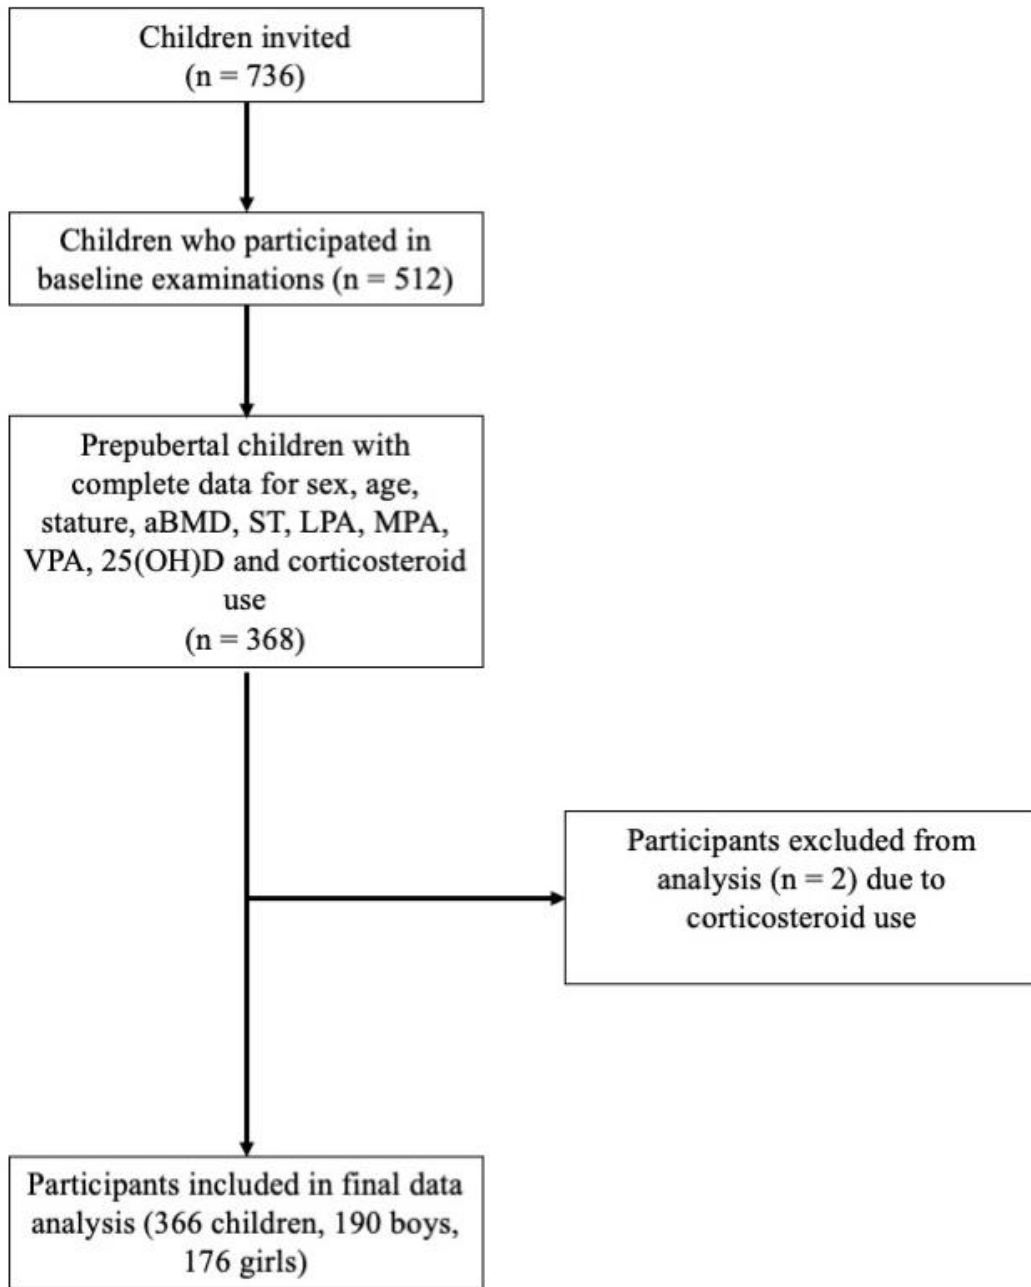 Children invited
(n = 736)
Children who participated in
baseline examinations (n = 512)
Prepubertal children with
complete data for sex, age,
stature, aBMD, ST, LPA, MPA,
VPA, 25(OH)D and corticosteroid
use
(n = 368)
Participants excluded from
analysis (n = 2) due to
corticosteroid use
Participants included in final data
analysis (366 children, 190 boys,
176 girls)